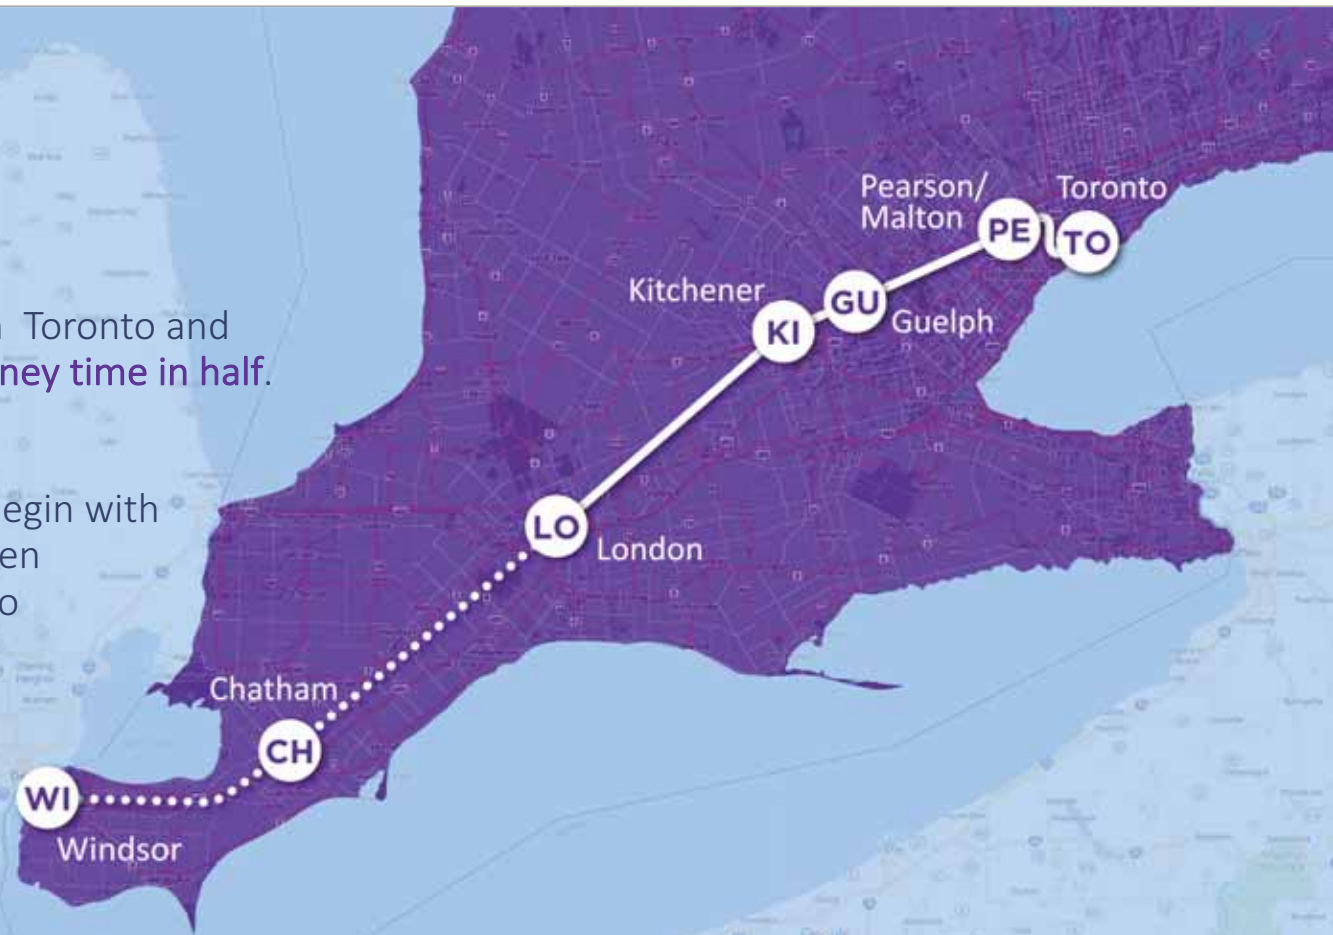 Toronto and
ney time in half.
egin with
en
o
Pearson/
Malton
PE
Toronto
TO
Kitchener
KI
GU
Guelph
LO
London
Chatham
CH
WI
Windsor